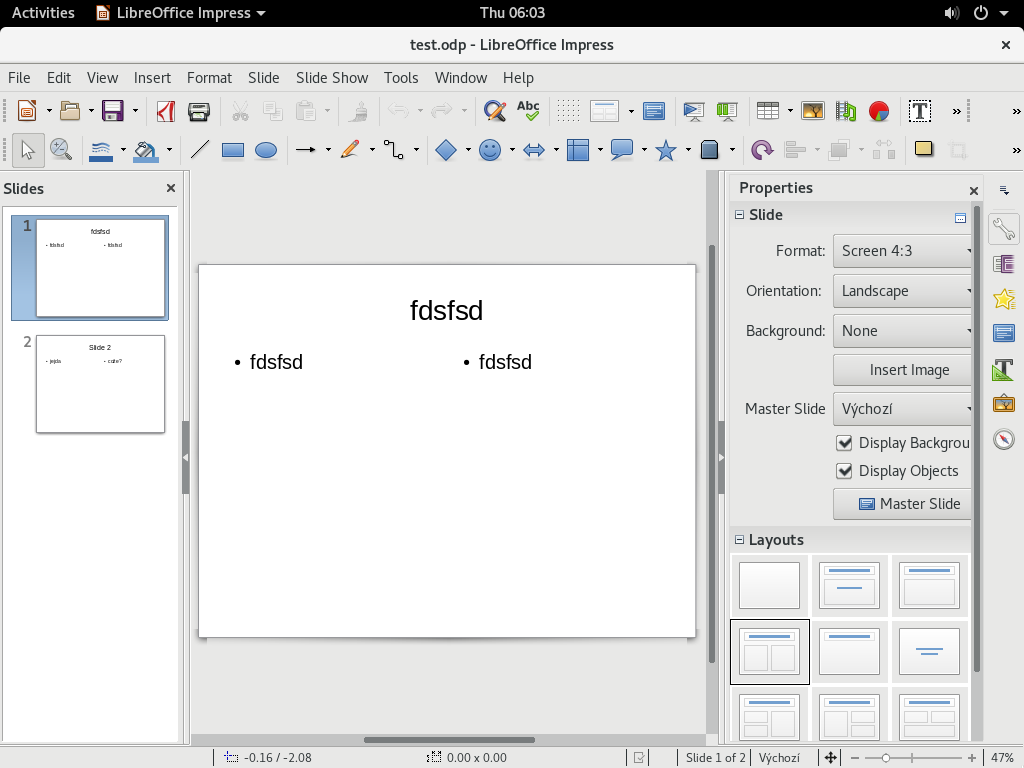 Activities LibreOffice Impress Thu 06:03
test.odp - LibreOffice Impress
File Edit View Insert Format Slide Slide Show Tools Window Help
Abc
T
Slides
1
fdsfsd
• fdsfsd • fdsfsd
2
Slide 2
fdsfsd
• fdsfsd • fdsfsd
Properties
Slide
Format: Screen 4:3
Orientation: Landscape
Background: None
Insert Image
Master Slide Výchozí
Display Backgrou
Display Objects
Master Slide
Layouts
-0.16 / -2.08 0.00 x 0.00 Slide 1 of 2 Výchozí 47%